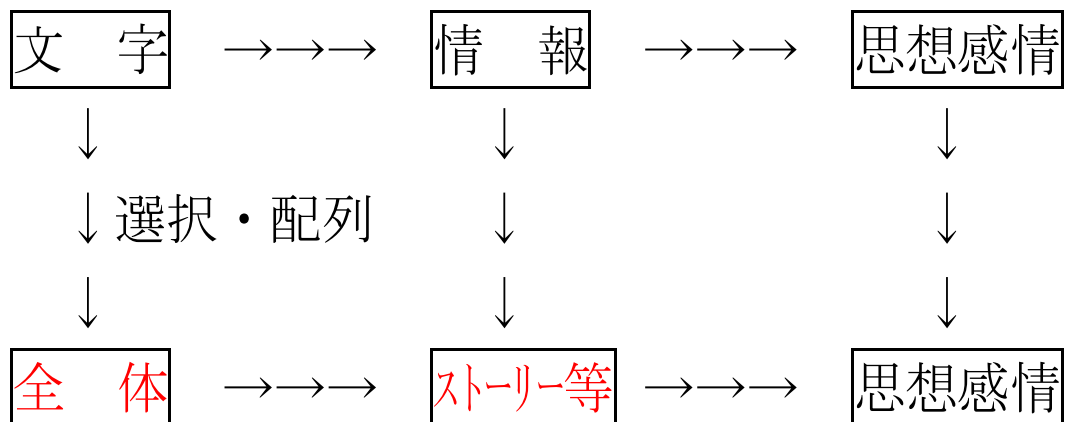 文　字　→→→　情　報　→→→　思想感情
↓　↓　↓
↓選択・配列　↓　↓
↓　↓　↓
全　体　→→→　ストーリー等　→→→　思想感情